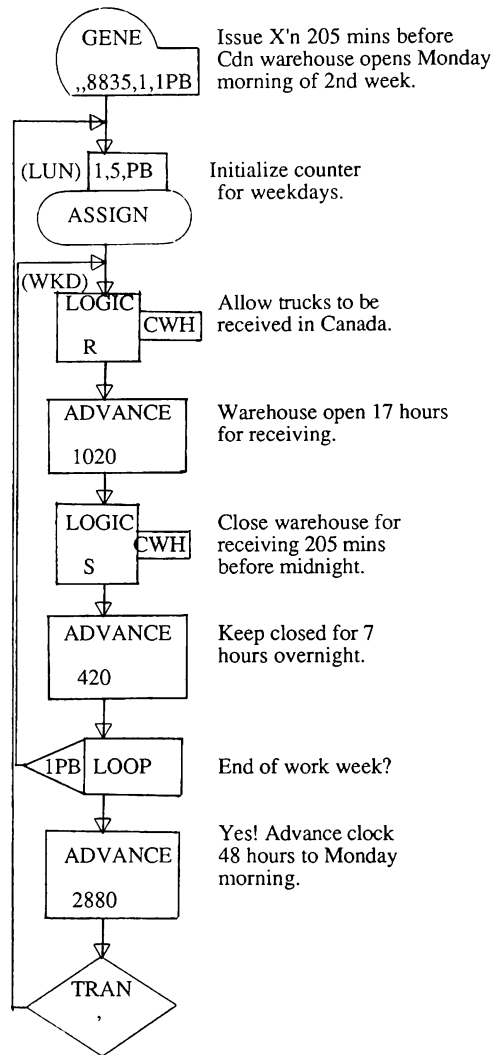 GENE
,,8835,1,1PB
Issue X'n 205 mins before
Cdn warehouse opens Monday
morning of 2nd week.
(LUN)
1,5,PB
ASSIGN
Initialize counter
for weekdays.
(WKD)
LOGIC
R
CWH
Allow trucks to be
received in Canada.
ADVANCE
1020
Warehouse open 17 hours
for receiving.
LOGIC
S
CWH
Close warehouse for
receiving 205 mins
before midnight.
ADVANCE
420
Keep closed for 7
hours overnight.
1PB
LOOP
End of work week?
ADVANCE
2880
Yes! Advance clock
48 hours to Monday
morning.
TRAN
,